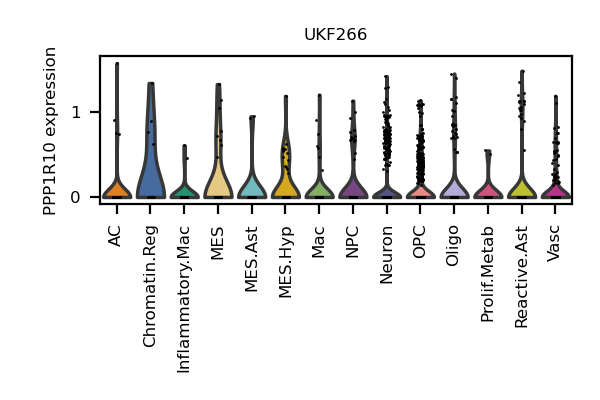 UKF266
PPP1R10 expression
1
0
AC
Chromatin.Reg
Inflammatory.Mac
MES
MES.Ast
MES.Hyp
Mac
NPC
Neuron
OPC
Oligo
Prolif.Metab
Reactive.Ast
Vasc